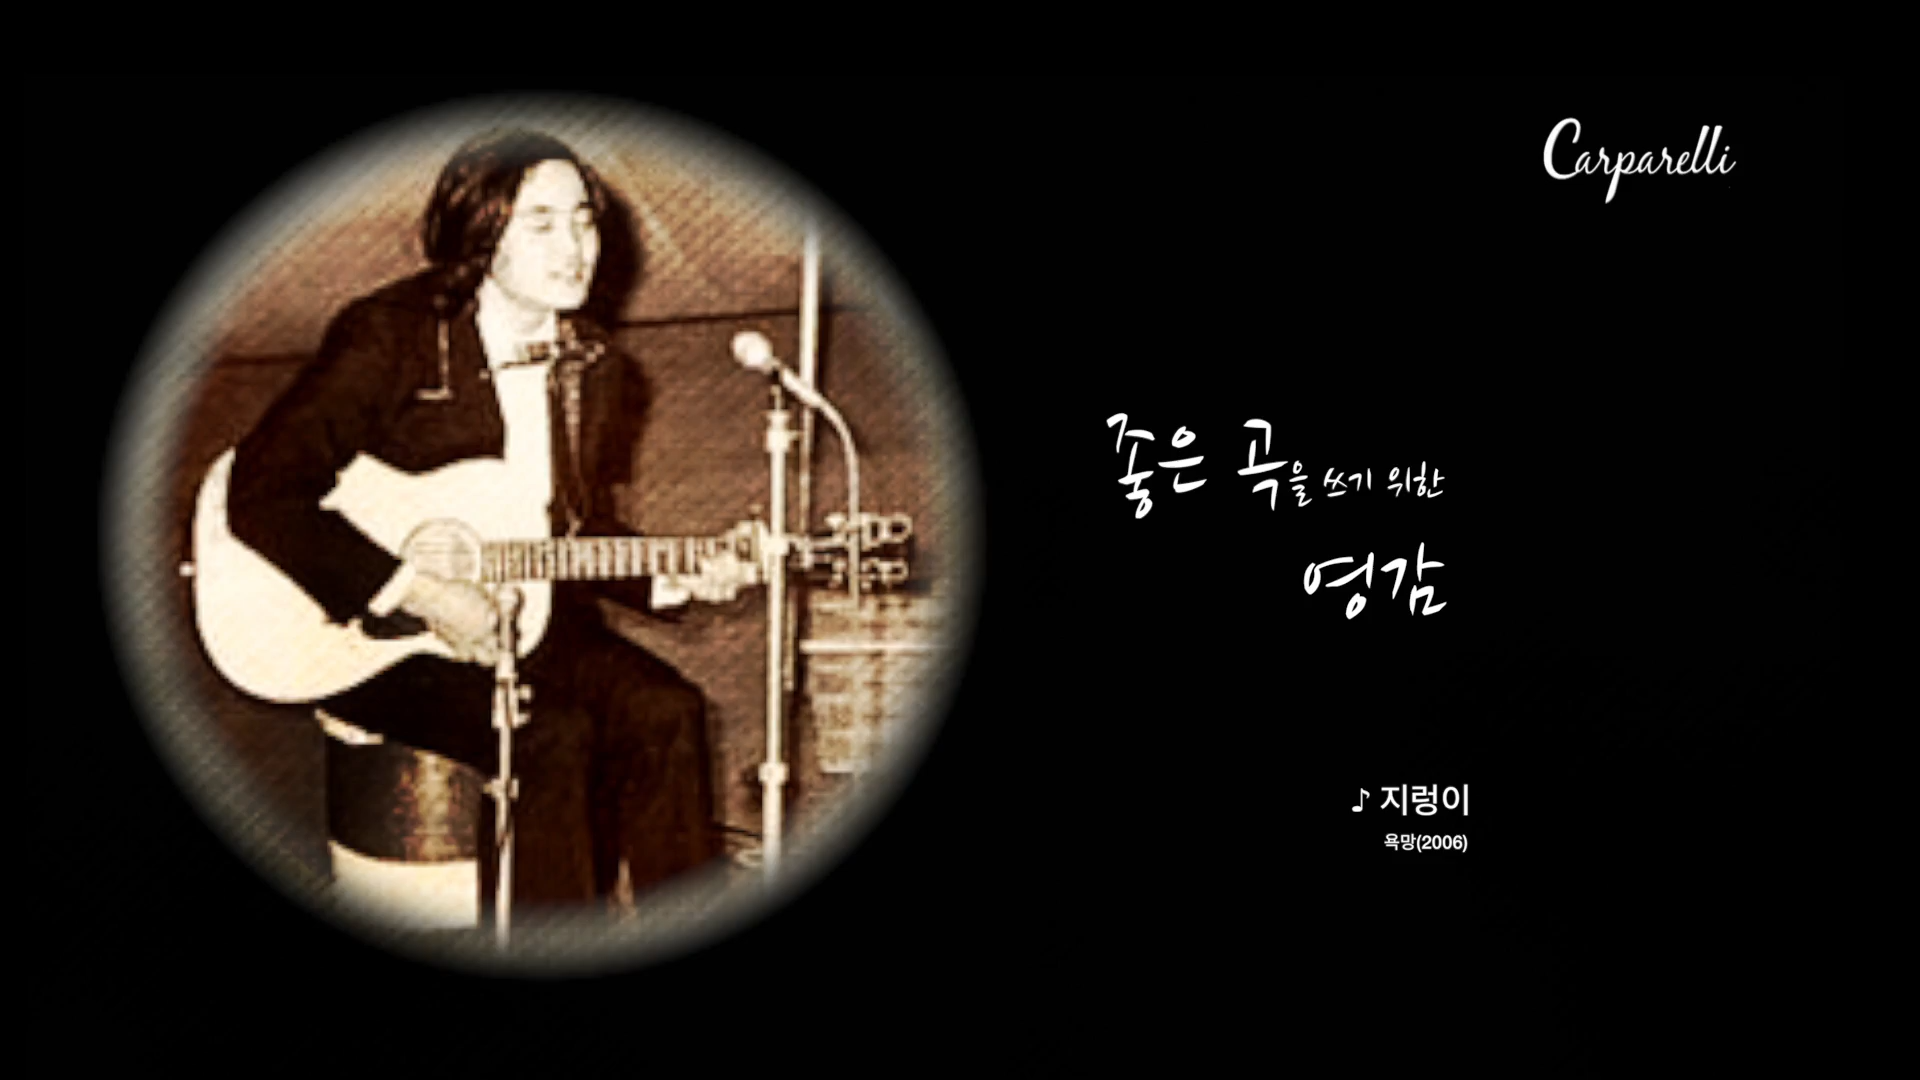 Carparelli
좋은 곡을 쓰기 위한
영감
♪ 지렁이
욕망(2006)